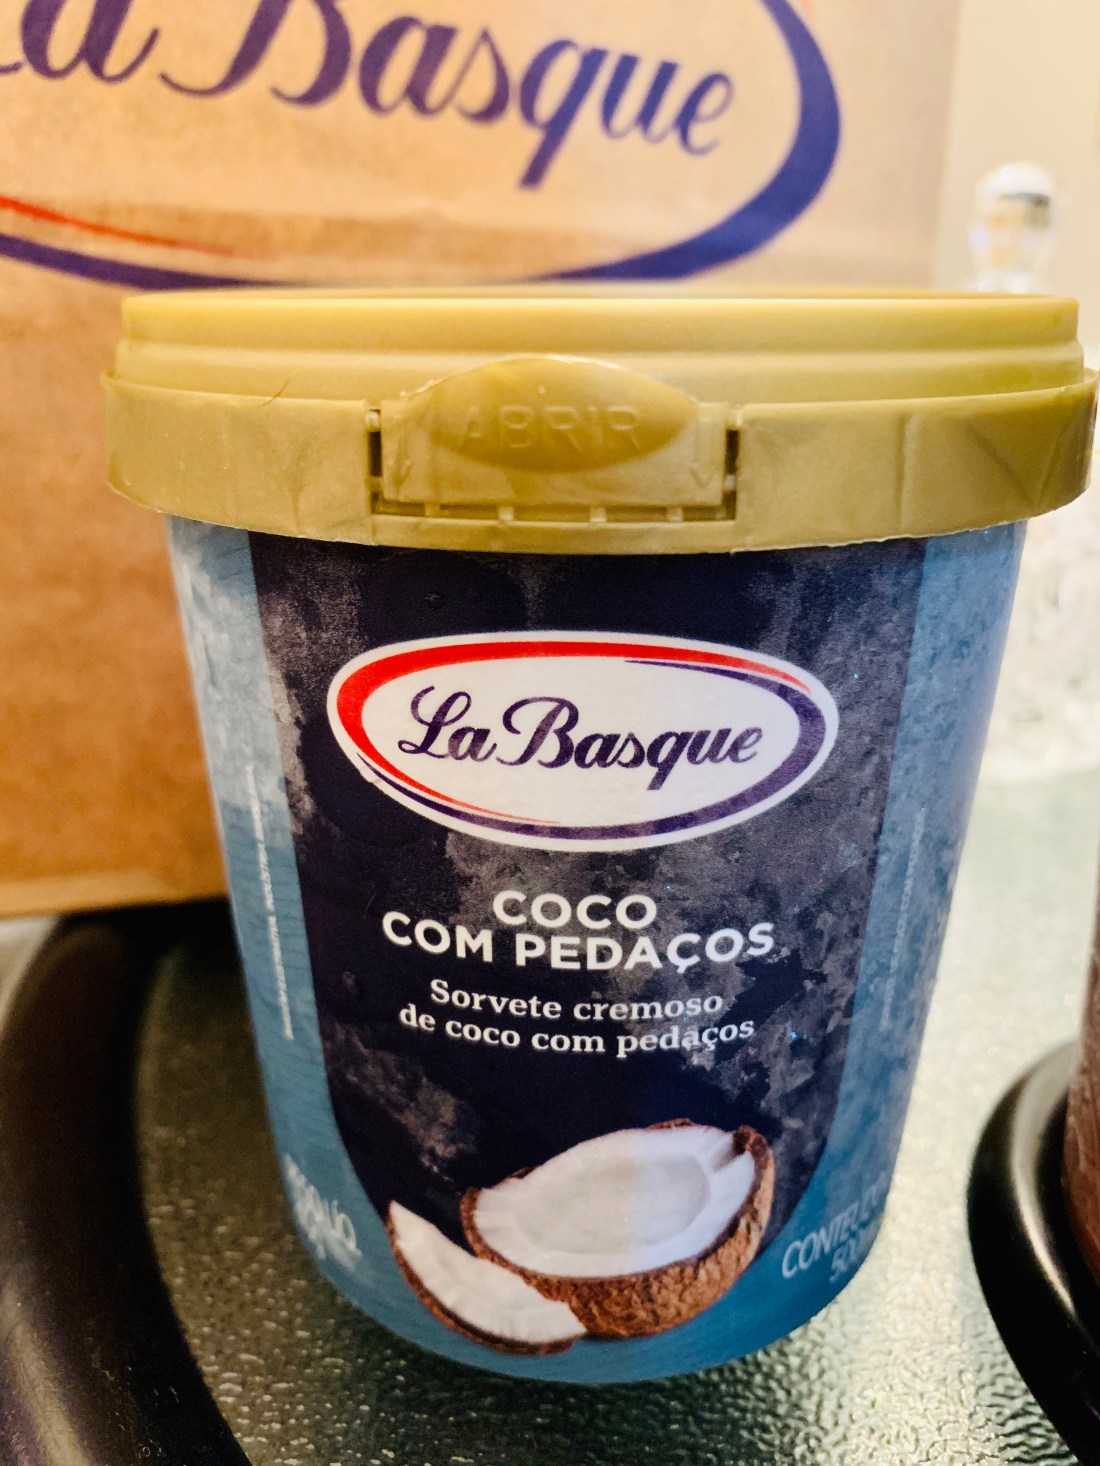 La Basque
ABRIR
La Basque
COCO
COM PEDAÇOS
Sorvete cremoso
de coco com pedaços